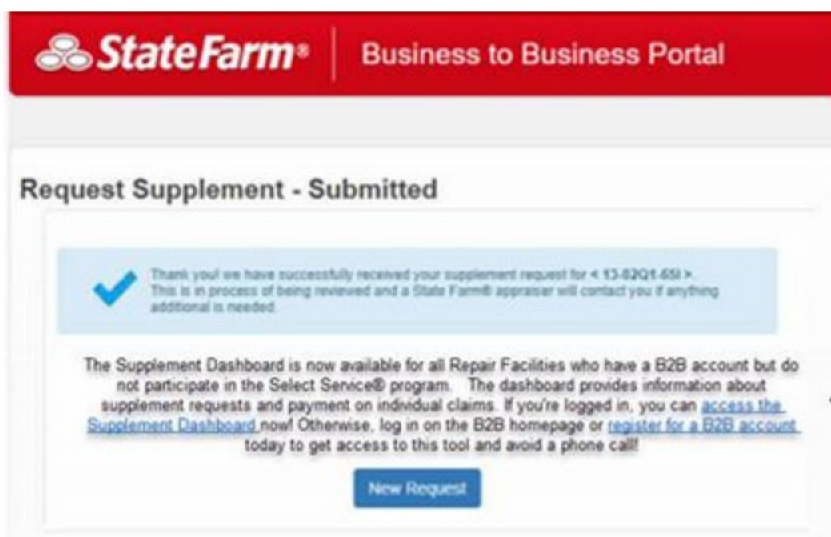 StateFarm® Business to Business Portal
Request Supplement - Submitted
Thank you! we have successfully received your supplement request for < 13-02Q1-65I >.
This is in process of being reviewed and a State Farm® appraiser will contact you if anything
additional is needed.
The Supplement Dashboard is now available for all Repair Facilities who have a B2B account but do
not participate in the Select Service® program. The dashboard provides information about
supplement requests and payment on individual claims. If you're logged in, you can access the
Supplement Dashboard now! Otherwise, log in on the B2B homepage or register for a B2B account
today to get access to this tool and avoid a phone call!
New Request